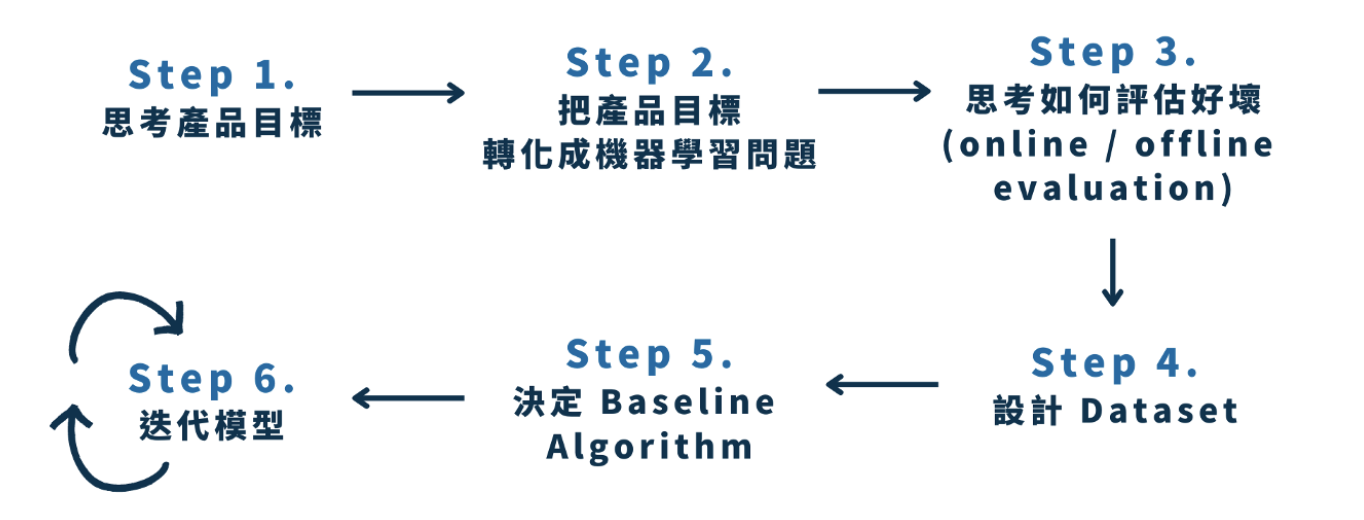 Step 1.
思考產品目標
Step 2.
把產品目標
轉化成機器學習問題
Step 3.
思考如何評估好壞
(online / offline
evaluation)
Step 4.
設計 Dataset
Step 5.
決定 Baseline
Algorithm
Step 6.
迭代模型